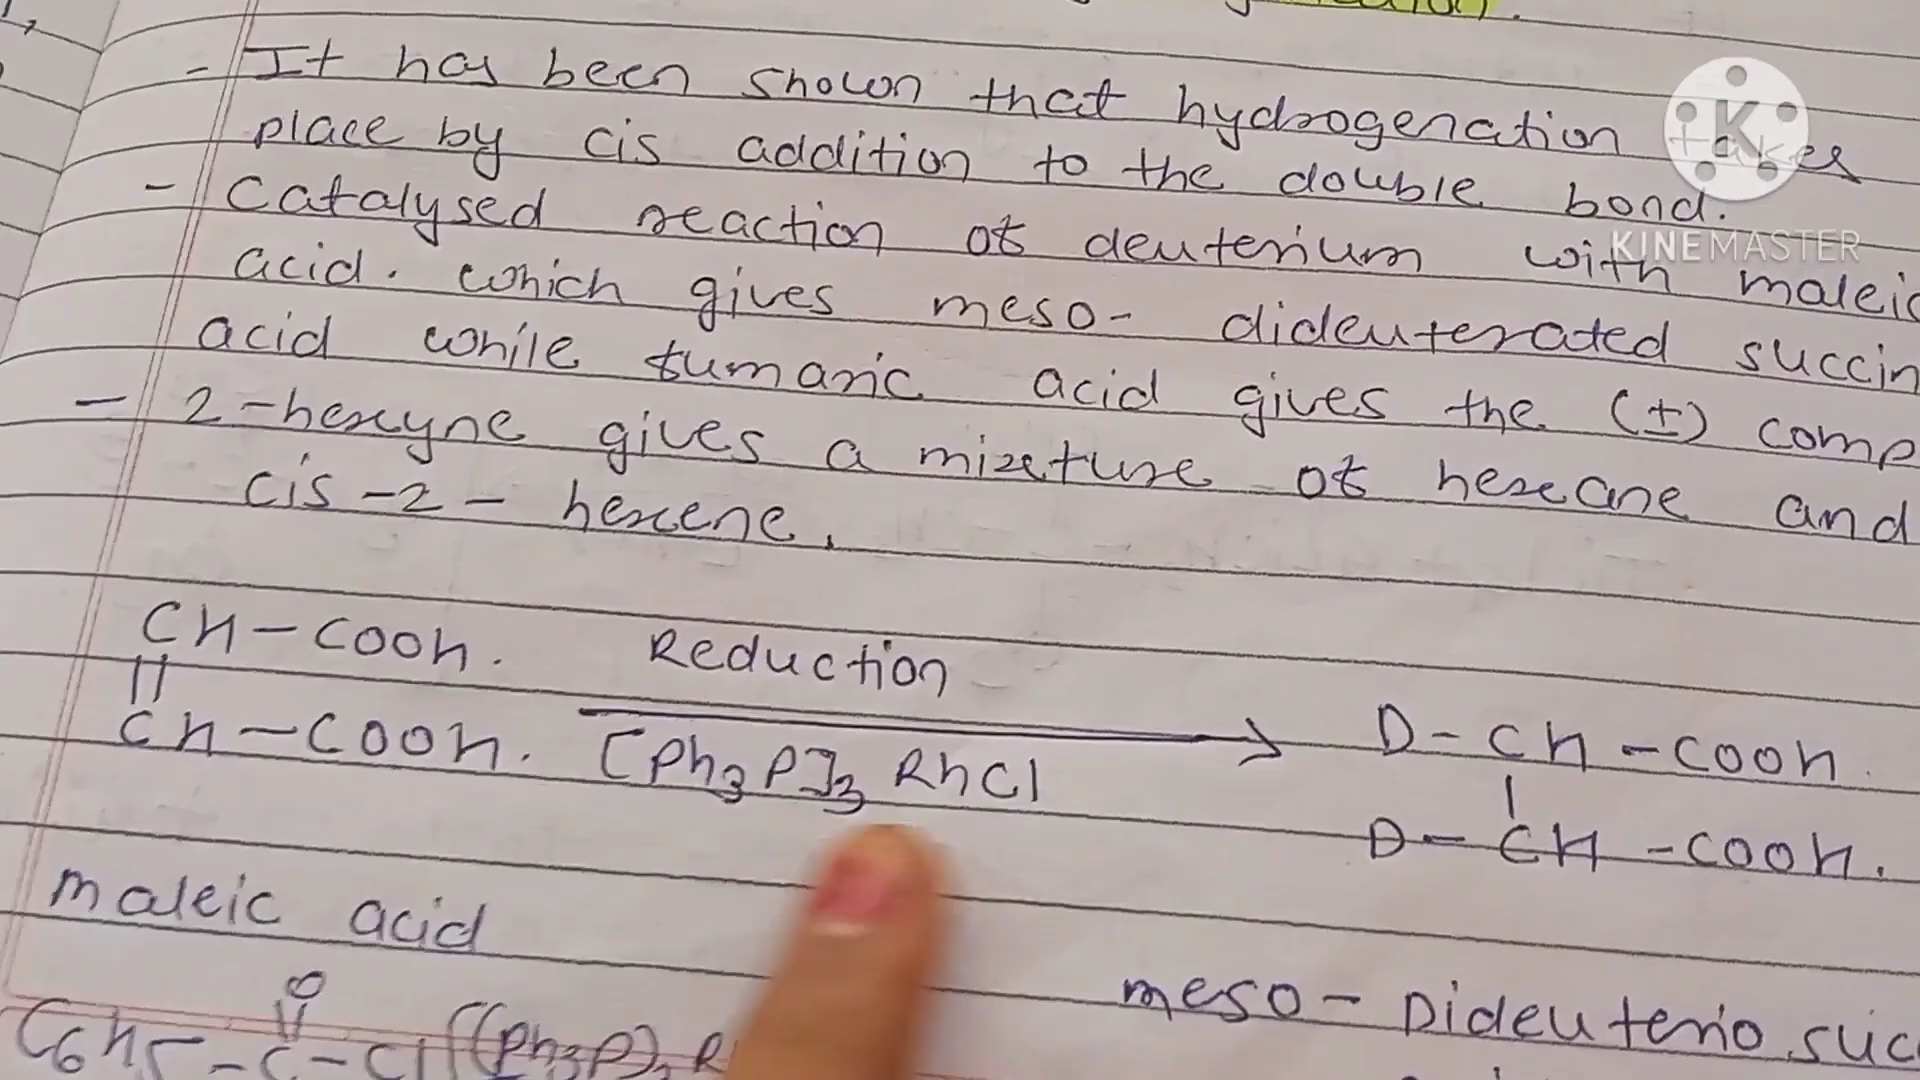 - It has been shown that hydrogenation takes
place by cis addition to the double bond.
- Catalysed reaction of deuterium with maleic
acid. which gives meso- dideuterated succin
acid while fumaric acid gives the (±) comp
- 2-hexyne gives a mixture of hexane and
cis-2-hexene.
KINEMASTER
CH-COOH. Reduction
||
CH-COOH. [Ph3P]3 RhCl
D-CH-COOH.
|
D-CH-COOH.
maleic acid
meso-Dideuterio suc
O
||
C6H5-C-Cl